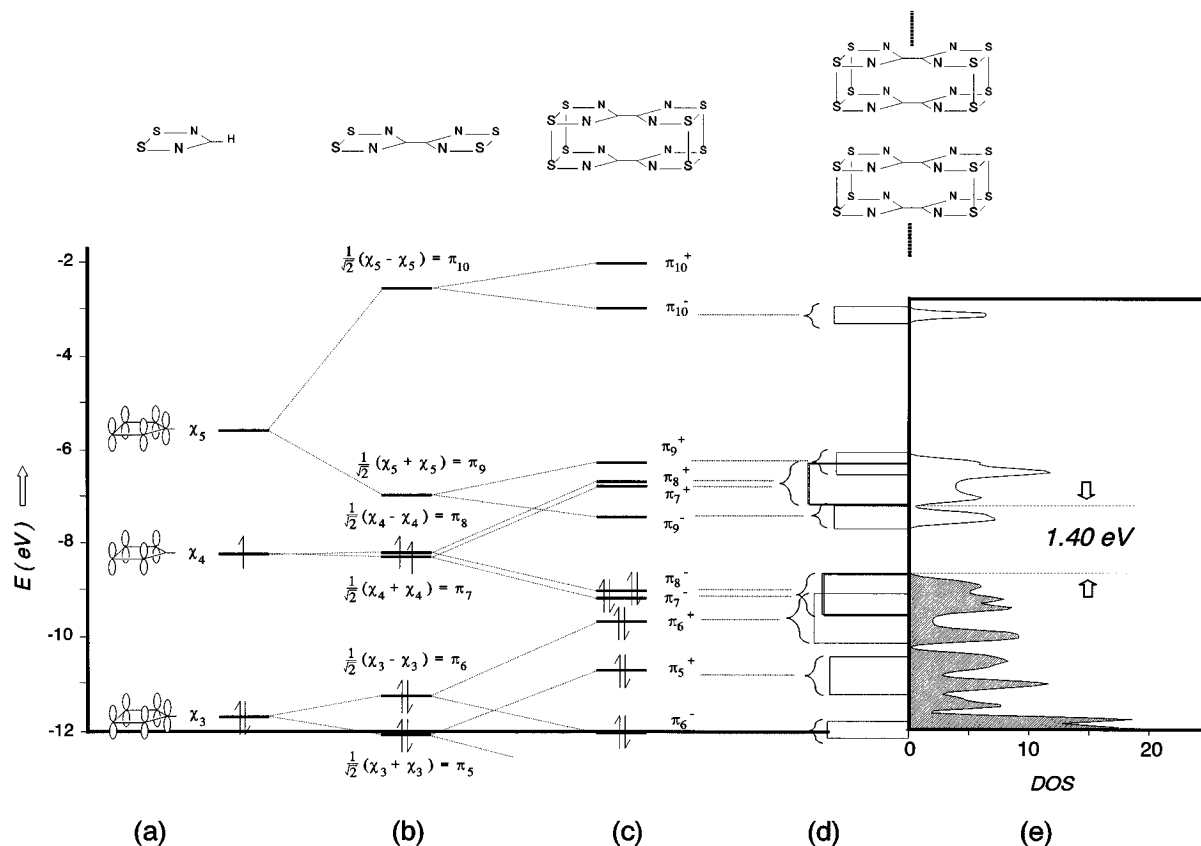 S N S N H
S N S N N S N S
S N N S
S N N S
S N N S
S N N S
S N N S
S N N S
S N N S
S N N S
S N N S
S N N S
S N N S
S N N S
E (eV)
-2
-4
-6
-8
-10
-12
χ5
χ4
χ3
1/√2 (χ5 - χ5) = π10
1/√2 (χ5 + χ5) = π9
1/√2 (χ4 - χ4) = π8
1/√2 (χ4 + χ4) = π7
1/√2 (χ3 - χ3) = π6
1/√2 (χ3 + χ3) = π5
π10+
π10-
π9+
π8+
π7+
π9-
π8-
π7-
π6+
π5+
π6-
1.40 eV
0 10 20
DOS
(a) (b) (c) (d) (e)